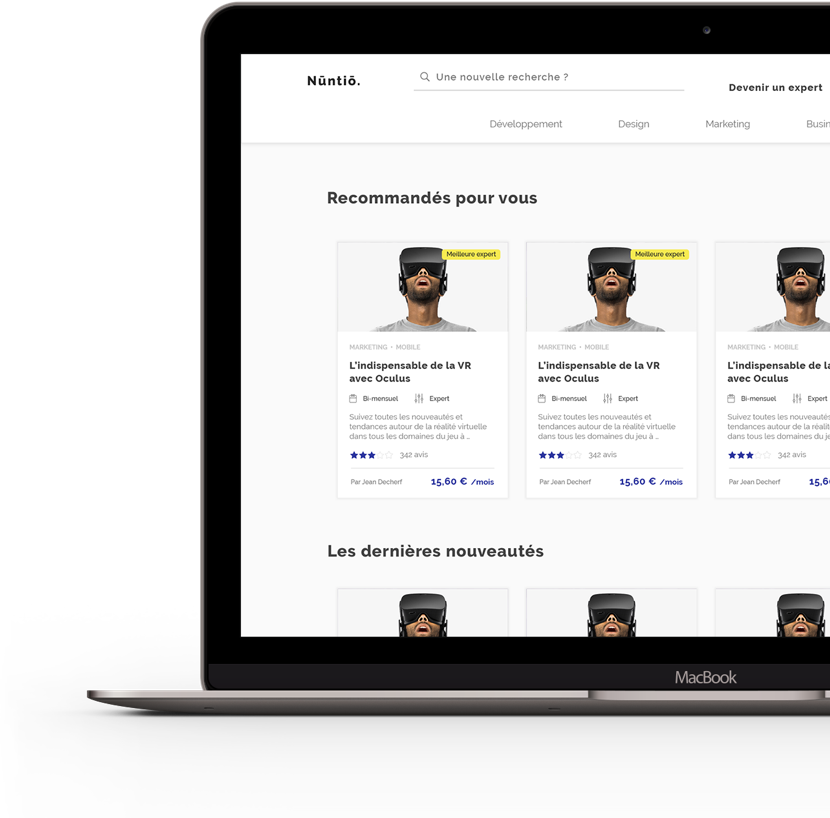 Nūntiō.
Une nouvelle recherche ?
Devenir un expert
Développement
Design
Marketing
Busin
Recommandés pour vous
Meilleure expert
MARKETING • MOBILE
L'indispensable de la VR
avec Oculus
Bi-mensuel
Expert
Suivez toutes les nouveautés et
tendances autour de la réalité virtuelle
dans tous les domaines du jeu à ...
342 avis
Par Jean Decherf
15,60 € /mois
Meilleure expert
MARKETING • MOBILE
L'indispensable de la VR
avec Oculus
Bi-mensuel
Expert
Suivez toutes les nouveautés et
tendances autour de la réalité virtuelle
dans tous les domaines du jeu à ...
342 avis
Par Jean Decherf
15,60 € /mois
MARKETING • MOBILE
L'indispensable de la
avec Oculus
Bi-mensuel
Expert
Suivez toutes les nouveautés
tendances autour de la réalit
dans tous les domaines du je
342 avis
Par Jean Decherf
15,6
Les dernières nouveautés
MacBook